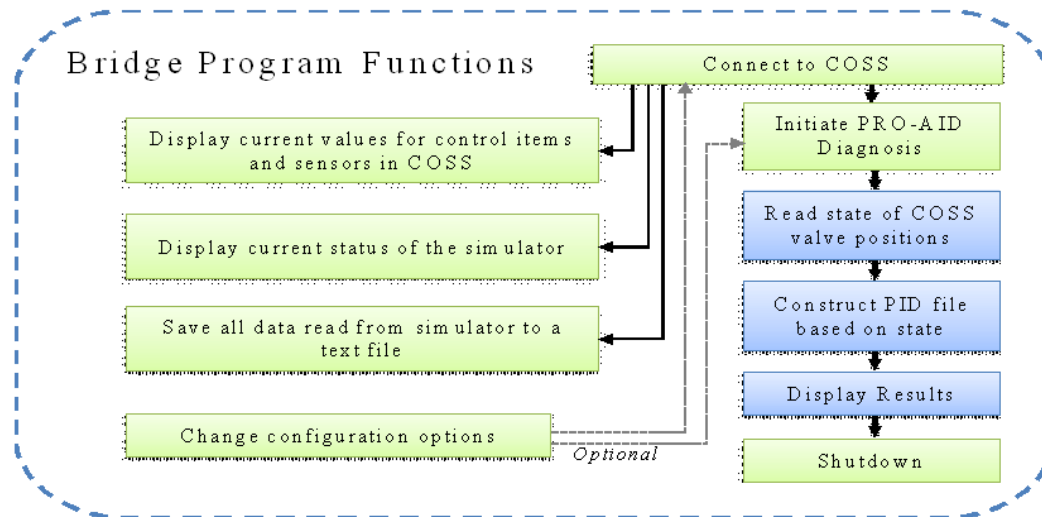 Bridge Program Functions
Connect to COSS
Display current values for control items
and sensors in COSS
Display current status of the simulator
Save all data read from simulator to a
text file
Change configuration options
Optional
Initiate PRO-AID
Diagnosis
Read state of COSS
valve positions
Construct PID file
based on state
Display Results
Shutdown